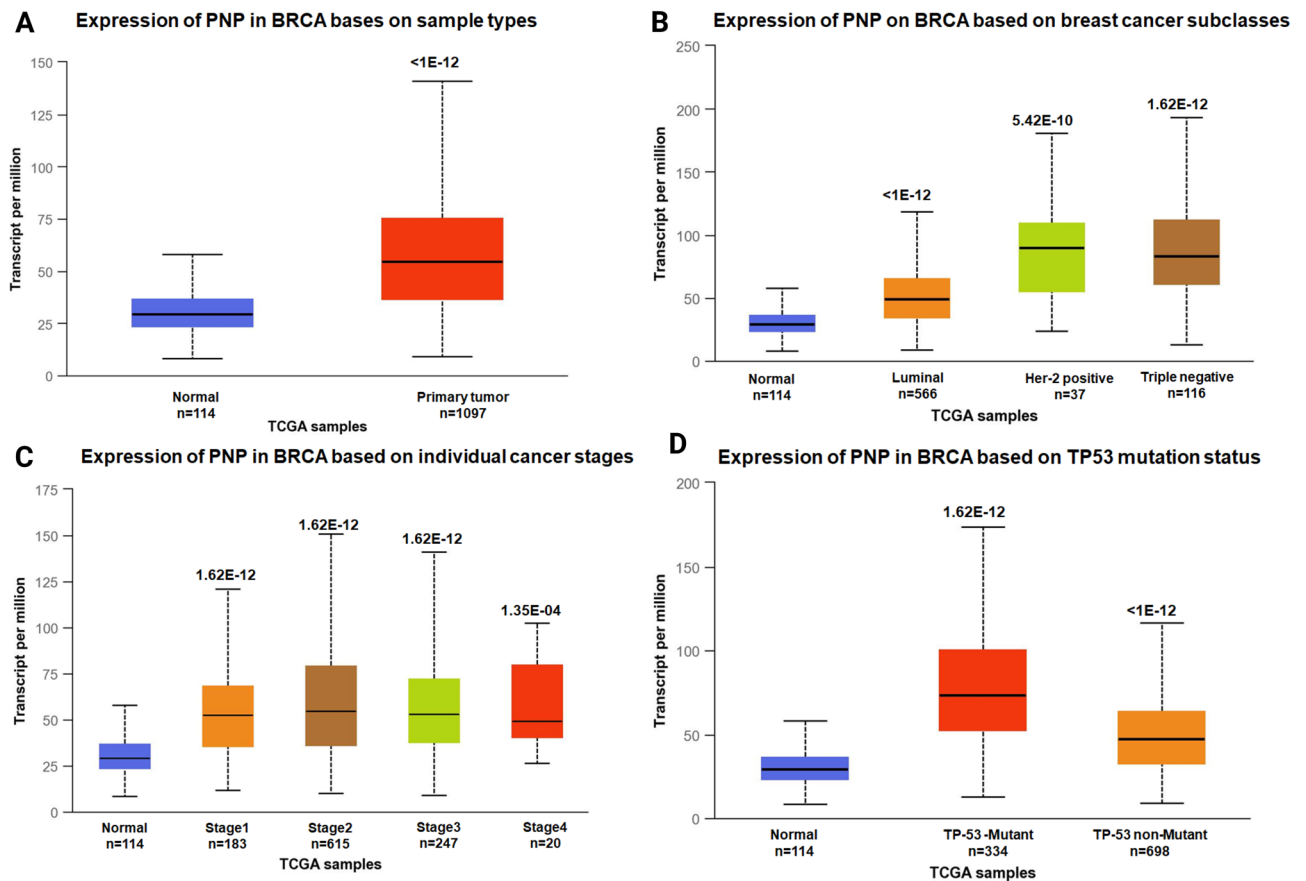 A
Expression of PNP in BRCA bases on sample types
Transcript per million
150
125
100
75
50
25
0
<1E-12
Normal
n=114
Primary tumor
n=1097
TCGA samples
B
Expression of PNP on BRCA based on breast cancer subclasses
Transcript per million
250
200
150
100
50
0
<1E-12
5.42E-10
1.62E-12
Normal
n=114
Luminal
n=566
Her-2 positive
n=37
Triple negative
n=116
TCGA samples
C
Expression of PNP in BRCA based on individual cancer stages
Transcript per million
175
150
125
100
75
50
25
0
1.62E-12
1.62E-12
1.62E-12
1.35E-04
Normal
n=114
Stage1
n=183
Stage2
n=615
Stage3
n=247
Stage4
n=20
TCGA samples
D
Expression of PNP in BRCA based on TP53 mutation status
Transcript per million
200
150
100
50
0
1.62E-12
<1E-12
Normal
n=114
TP-53 -Mutant
n=334
TP-53 non-Mutant
n=698
TCGA samples